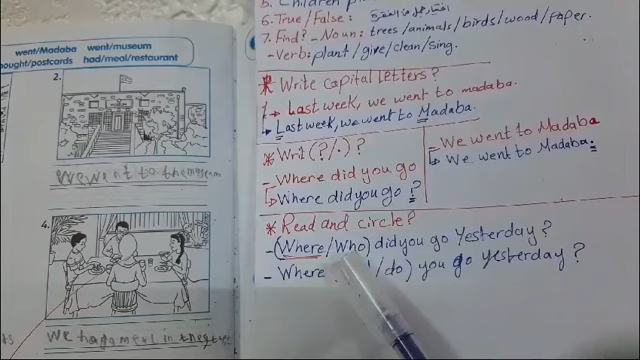 went/Madaba went/museum
bought/postcards had/meal/restaurant
2.
We went to the museum
4.
We had a meal in the
5. Children
6. True/False:
7. Find? - Noun: trees/animals/birds/wood/paper.
- Verb: plant/give/clean/sing.
* Write capital letters?
1 → Last week, we went to madaba.
→ Last week, we went to Madaba.
* Writ (?/.)?
- Where did you go
→ Where did you go ?
- We went to Madaba
→ We went to Madaba.
* Read and circle?
- (Where/Who) did you go Yesterday?
- Where /do) you go yesterday?